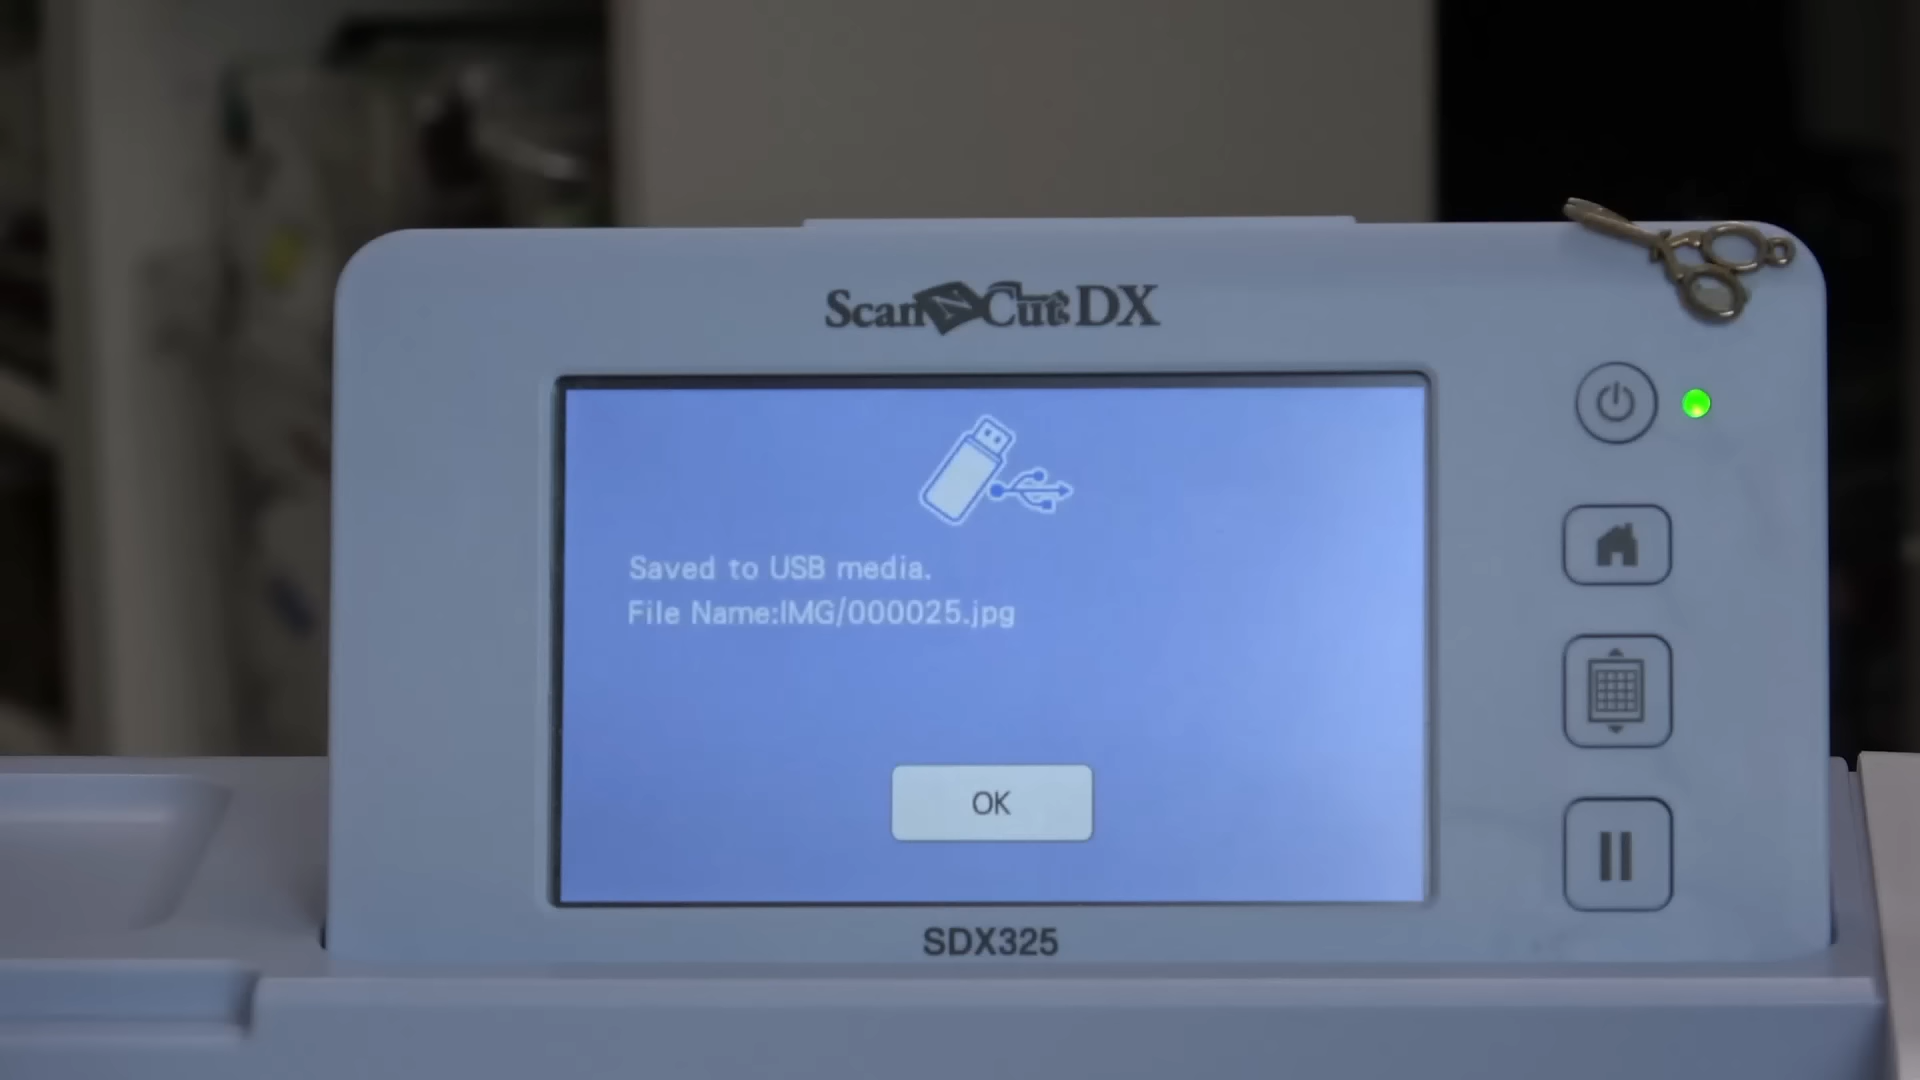 ScanNCut DX
Saved to USB media.
File Name:IMG/000025.jpg
OK
SDX325